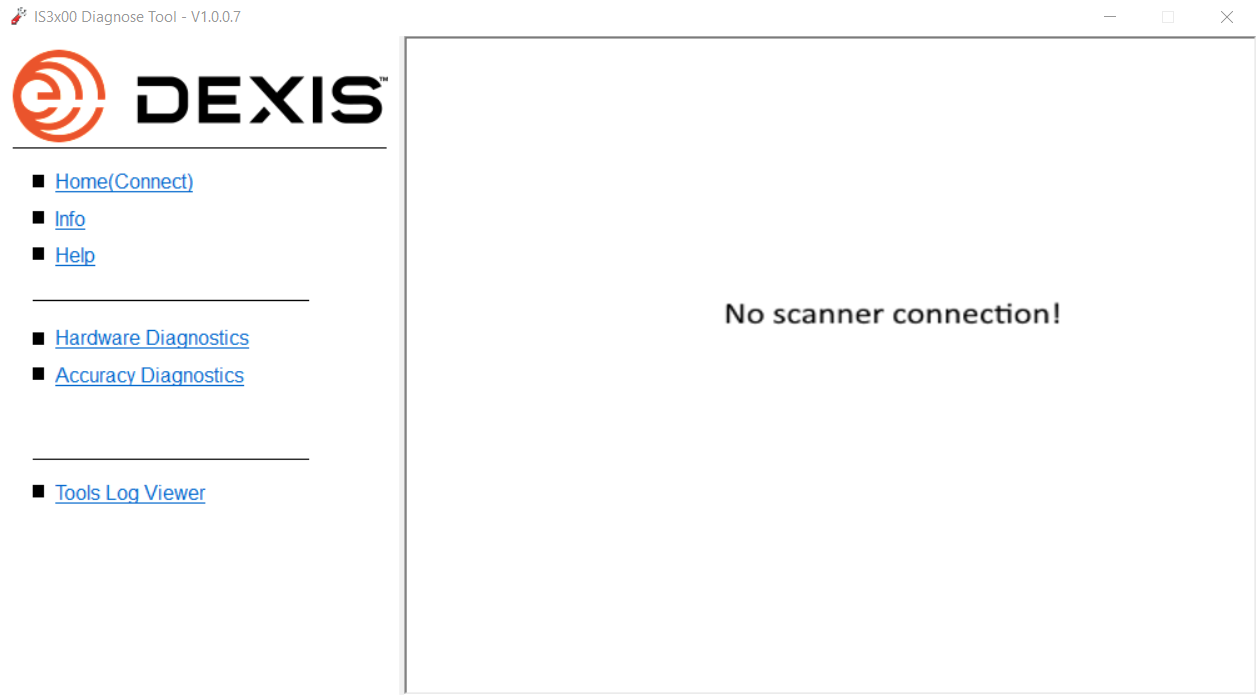 IS3x00 Diagnose Tool - V1.0.0.7
DEXIS™
Home(Connect)
Info
Help
Hardware Diagnostics
Accuracy Diagnostics
Tools Log Viewer
No scanner connection!